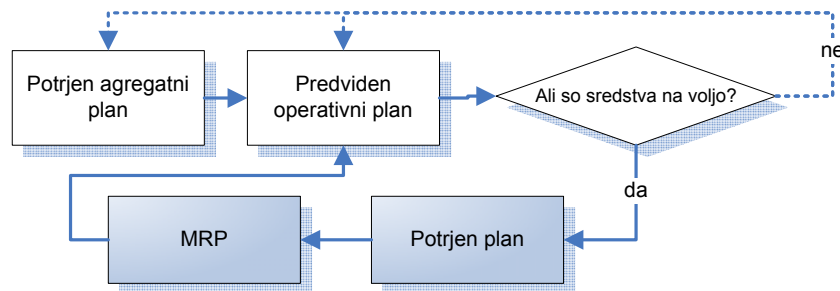 Potrjen agregatni
plan
Predviden
operativni plan
Ali so sredstva na voljo?
ne
da
Potrjen plan
MRP